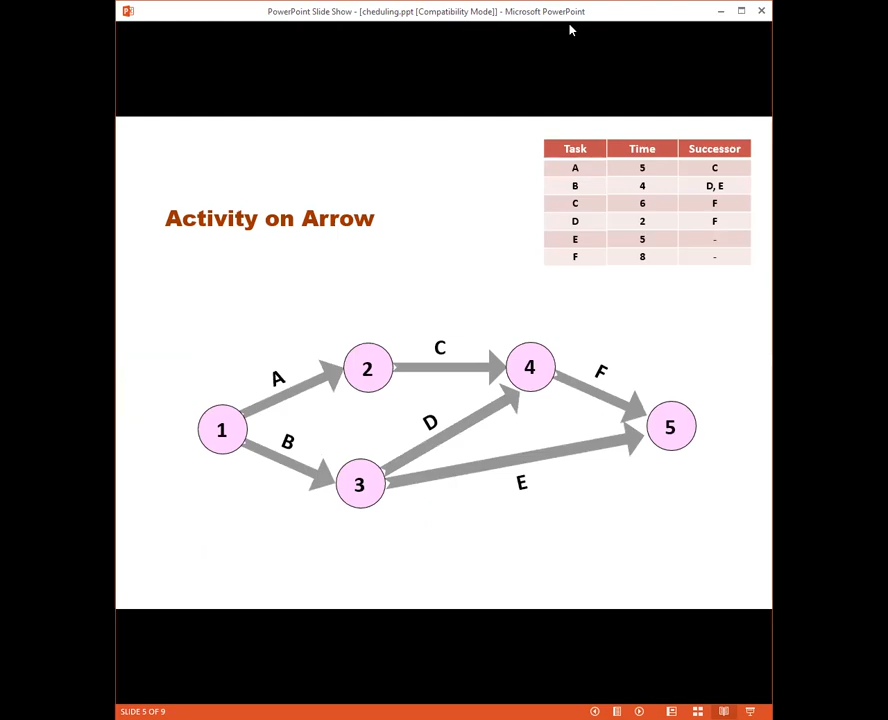 PowerPoint Slide Show - [cheduling.ppt [Compatibility Mode]] - Microsoft PowerPoint
Task Time Successor
A 5 C
B 4 D, E
C 6 F
D 2 F
E 5 -
F 8 -
Activity on Arrow
C
A
2
4
F
D
1
B
5
3
E
SLIDE 5 OF 9